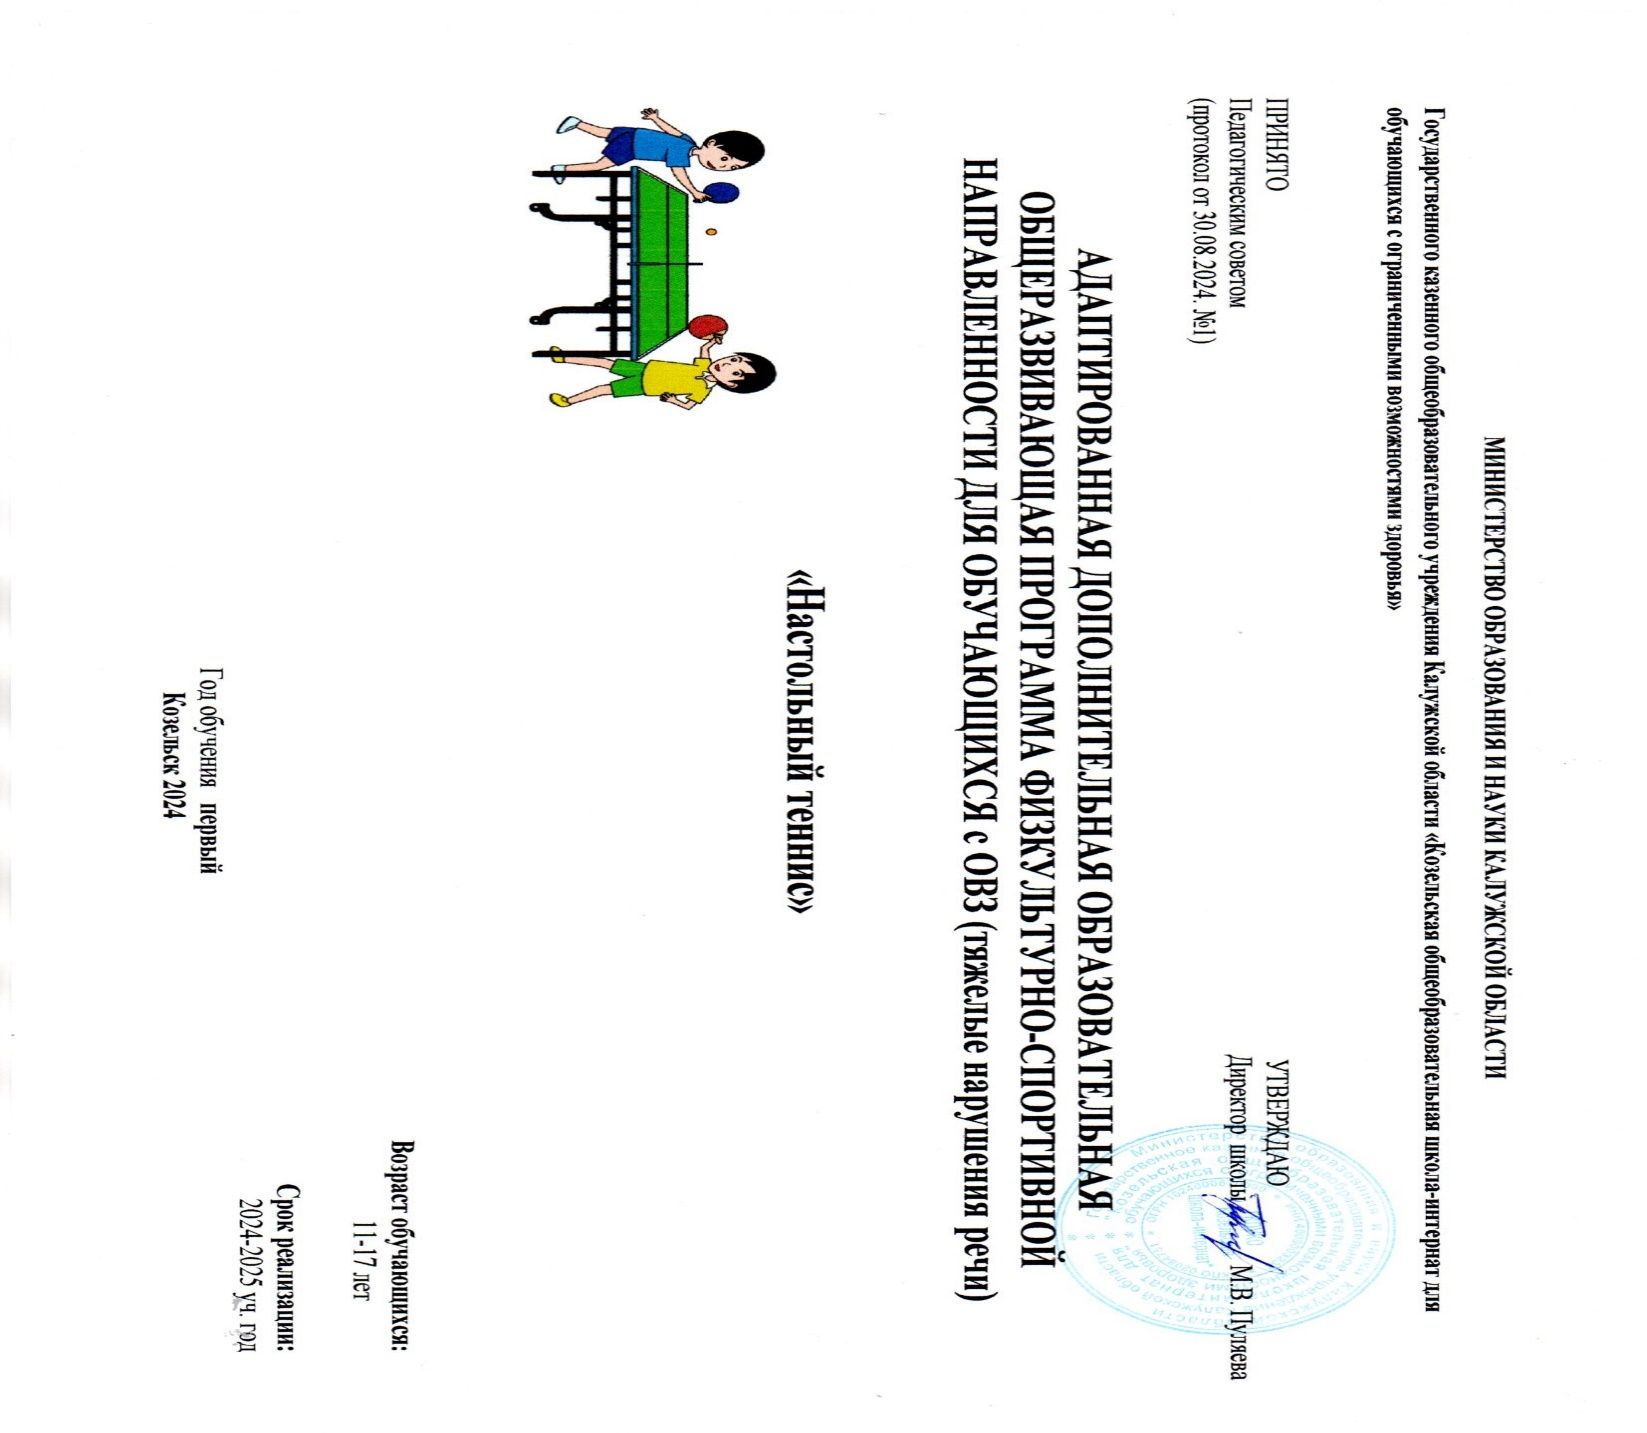 МИНИСТЕРСТВО ОБРАЗОВАНИЯ И НАУКИ КАЛУЖСКОЙ ОБЛАСТИ
Государственного казенного общеобразовательного учреждения Калужской области «Козельская общеобразовательная школа-интернат для
обучающихся с ограниченными возможностями здоровья»
ПРИНЯТО
Педагогическим советом
(протокол от 30.08.2024. №1)
УТВЕРЖДАЮ
Директор школы М.В. Пуляева
АДАПТИРОВАННАЯ ДОПОЛНИТЕЛЬНАЯ ОБРАЗОВАТЕЛЬНАЯ
ОБЩЕРАЗВИВАЮЩАЯ ПРОГРАММА ФИЗКУЛЬТУРНО-СПОРТИВНОЙ
НАПРАВЛЕННОСТИ ДЛЯ ОБУЧАЮЩИХСЯ с ОВЗ (тяжелые нарушения речи)
«Настольный теннис»
Возраст обучающихся:
11-17 лет
Срок реализации:
2024-2025 уч. год
Год обучения первый
Козельск 2024